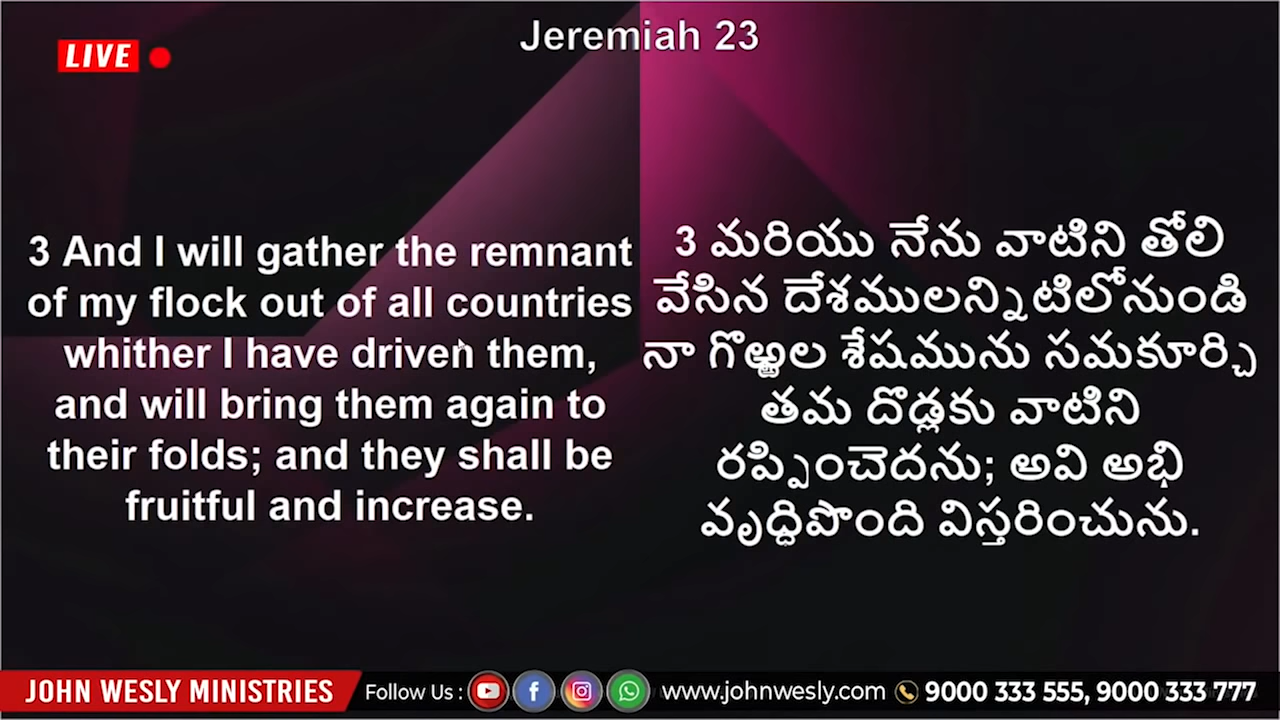 Jeremiah 23
LIVE
3 And I will gather the remnant
of my flock out of all countries
whither I have driven them,
and will bring them again to
their folds; and they shall be
fruitful and increase.
3 మరియు నేను వాటిని తోలి
వేసిన దేశములన్నిటిలోనుండి
నా గొఱ్ఱెల శేషమును సమకూర్చి
తమ దొడ్లకు వాటిని
రప్పించెదను; అవి అభి
వృద్ధిపొంది విస్తరించును.
JOHN WESLY MINISTRIES
Follow Us :
www.johnwesly.com
9000 333 555, 9000 333 777